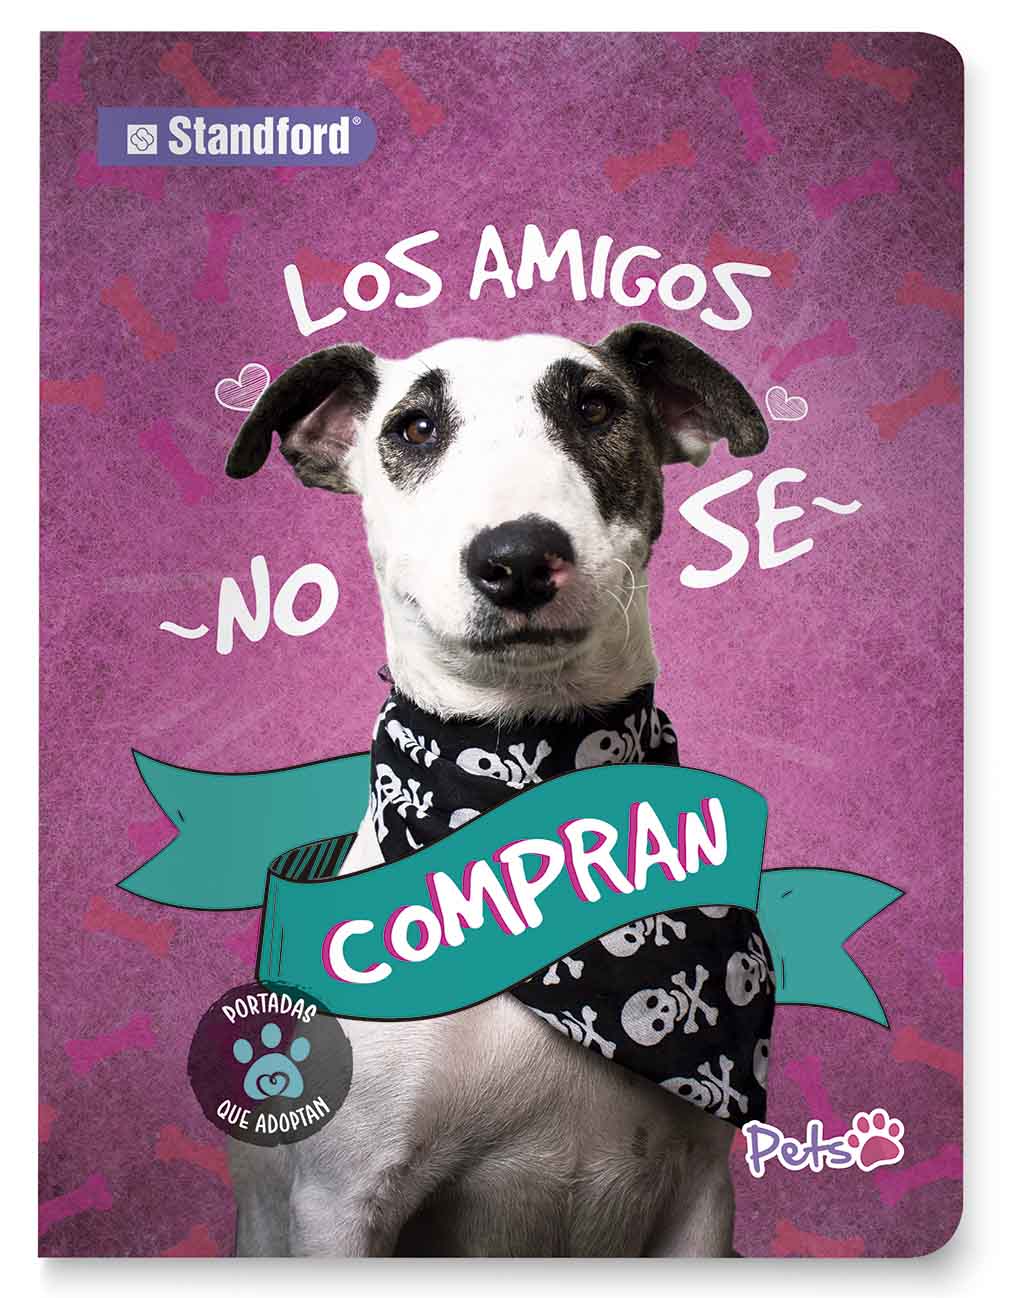 Standford®
LOS AMIGOS
~NO SE~
COMPRAN
PORTADAS
QUE ADOPTAN
Pets